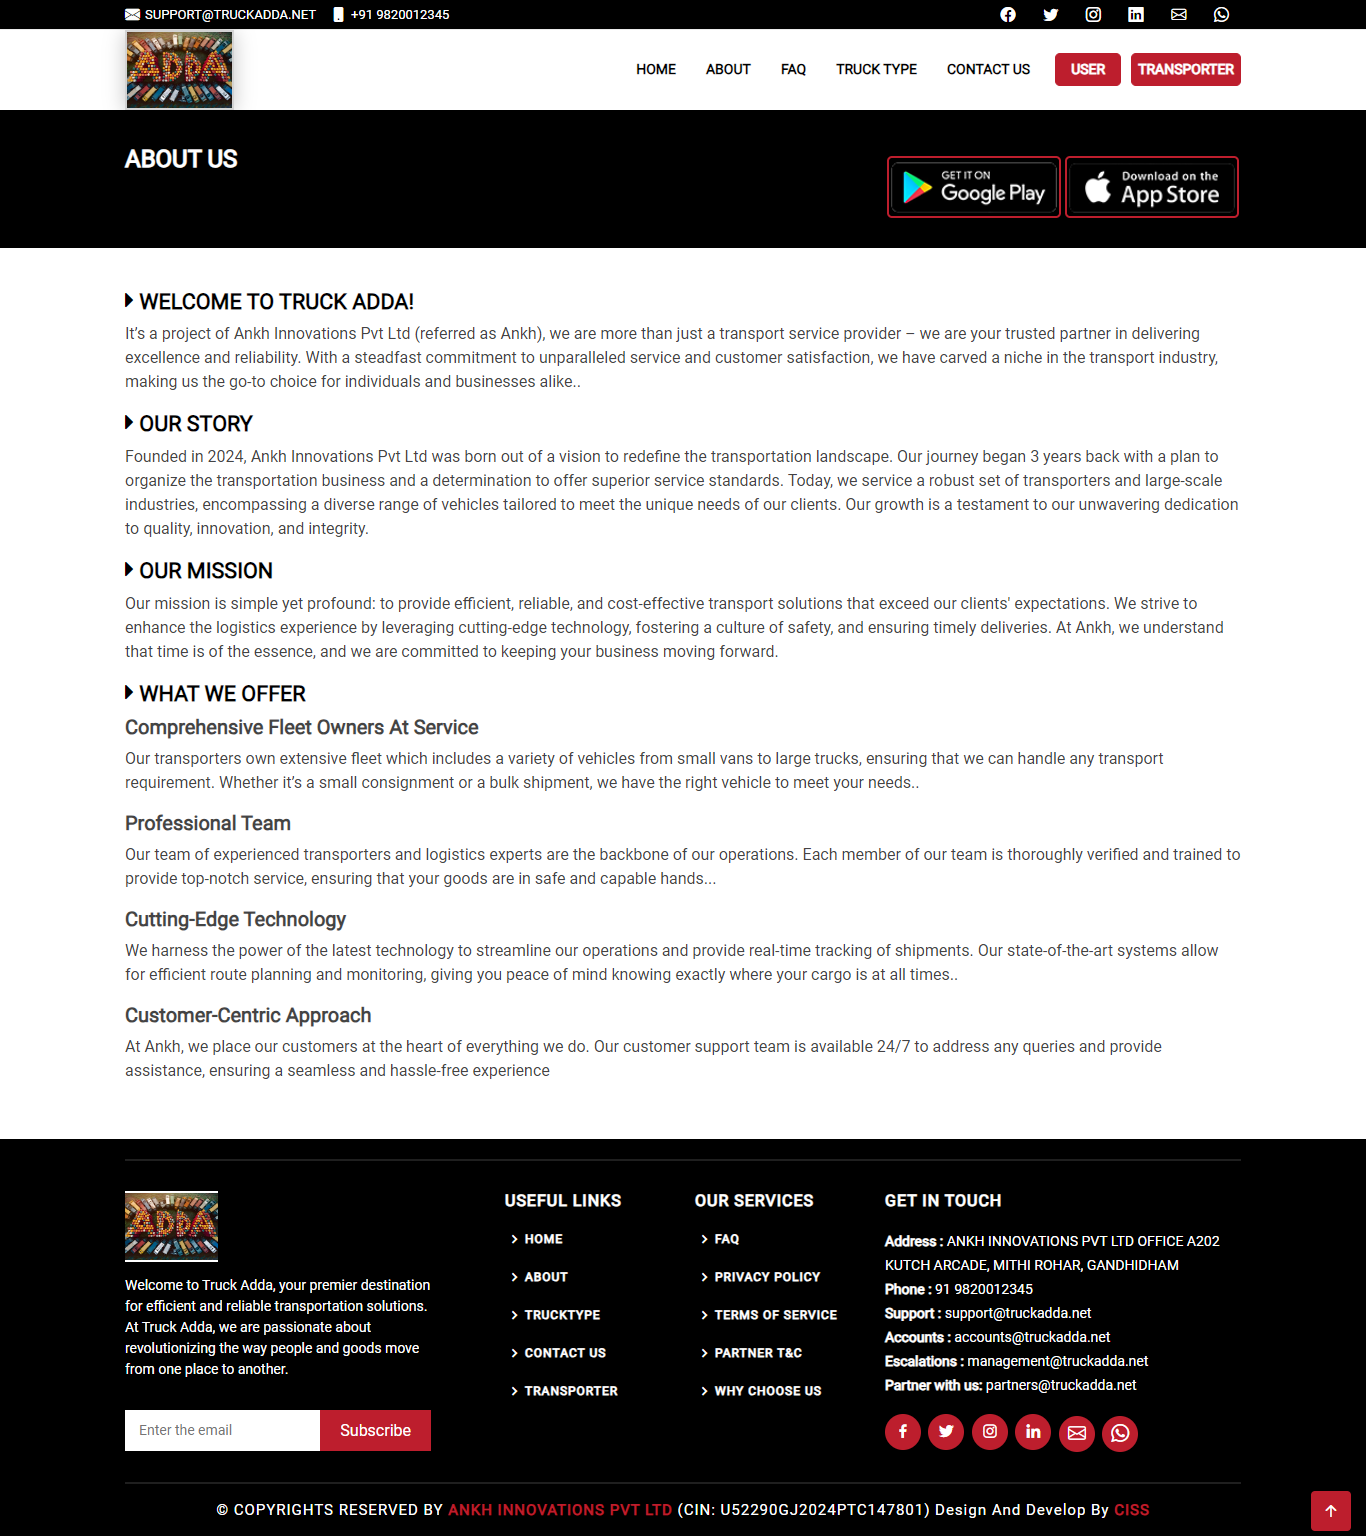 SUPPORT@TRUCKADDA.NET +91 9820012345
ADDA
HOME ABOUT FAQ TRUCK TYPE CONTACT US USER TRANSPORTER
ABOUT US
GET IT ON Google Play
Download on the App Store
WELCOME TO TRUCK ADDA!
It’s a project of Ankh Innovations Pvt Ltd (referred as Ankh), we are more than just a transport service provider – we are your trusted partner in delivering
excellence and reliability. With a steadfast commitment to unparalleled service and customer satisfaction, we have carved a niche in the transport industry,
making us the go-to choice for individuals and businesses alike..
OUR STORY
Founded in 2024, Ankh Innovations Pvt Ltd was born out of a vision to redefine the transportation landscape. Our journey began 3 years back with a plan to
organize the transportation business and a determination to offer superior service standards. Today, we service a robust set of transporters and large-scale
industries, encompassing a diverse range of vehicles tailored to meet the unique needs of our clients. Our growth is a testament to our unwavering dedication
to quality, innovation, and integrity.
OUR MISSION
Our mission is simple yet profound: to provide efficient, reliable, and cost-effective transport solutions that exceed our clients' expectations. We strive to
enhance the logistics experience by leveraging cutting-edge technology, fostering a culture of safety, and ensuring timely deliveries. At Ankh, we understand
that time is of the essence, and we are committed to keeping your business moving forward.
WHAT WE OFFER
Comprehensive Fleet Owners At Service
Our transporters own extensive fleet which includes a variety of vehicles from small vans to large trucks, ensuring that we can handle any transport
requirement. Whether it’s a small consignment or a bulk shipment, we have the right vehicle to meet your needs..
Professional Team
Our team of experienced transporters and logistics experts are the backbone of our operations. Each member of our team is thoroughly verified and trained to
provide top-notch service, ensuring that your goods are in safe and capable hands...
Cutting-Edge Technology
We harness the power of the latest technology to streamline our operations and provide real-time tracking of shipments. Our state-of-the-art systems allow
for efficient route planning and monitoring, giving you peace of mind knowing exactly where your cargo is at all times..
Customer-Centric Approach
At Ankh, we place our customers at the heart of everything we do. Our customer support team is available 24/7 to address any queries and provide
assistance, ensuring a seamless and hassle-free experience
ADDA
Welcome to Truck Adda, your premier destination
for efficient and reliable transportation solutions.
At Truck Adda, we are passionate about
revolutionizing the way people and goods move
from one place to another.
Enter the email Subscribe
USEFUL LINKS
HOME
ABOUT
TRUCKTYPE
CONTACT US
TRANSPORTER
OUR SERVICES
FAQ
PRIVACY POLICY
TERMS OF SERVICE
PARTNER T&C
WHY CHOOSE US
GET IN TOUCH
Address : ANKH INNOVATIONS PVT LTD OFFICE A202
KUTCH ARCADE, MITHI ROHAR, GANDHIDHAM
Phone : 91 9820012345
Support : support@truckadda.net
Accounts : accounts@truckadda.net
Escalations : management@truckadda.net
Partner with us: partners@truckadda.net
© COPYRIGHTS RESERVED BY ANKH INNOVATIONS PVT LTD (CIN: U52290GJ2024PTC147801) Design And Develop By CISS